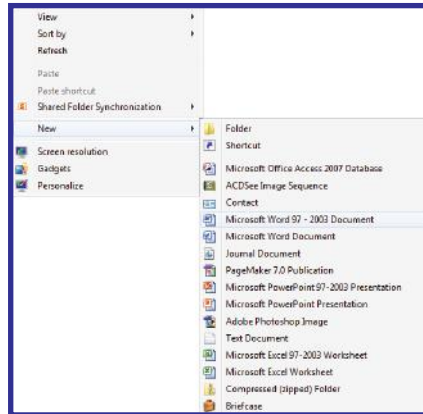 View
Sort by
Refresh
Paste
Paste shortcut
Shared Folder Synchronization
New
Screen resolution
Gadgets
Personalize
Folder
Shortcut
Microsoft Office Access 2007 Database
ACDSee Image Sequence
Contact
Microsoft Word 97 - 2003 Document
Microsoft Word Document
Journal Document
PageMaker 7.0 Publication
Microsoft PowerPoint 97-2003 Presentation
Microsoft PowerPoint Presentation
Adobe Photoshop Image
Text Document
Microsoft Excel 97-2003 Worksheet
Microsoft Excel Worksheet
Compressed (zipped) Folder
Briefcase